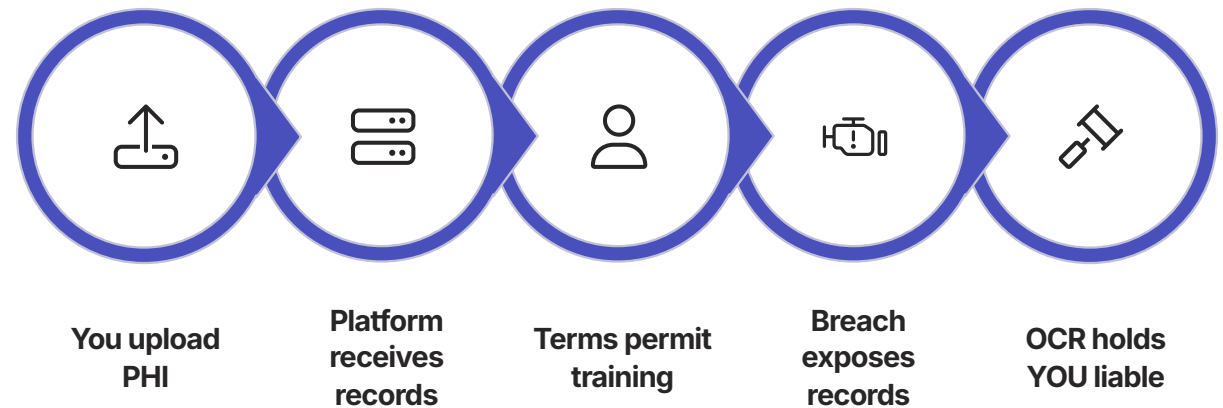 You upload
PHI
Platform
receives
records
Terms permit
training
Breach
exposes
records
OCR holds
YOU liable